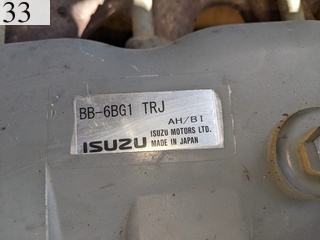 33
BB-6BG1 TRJ
AH/BI
ISUZU ISUZU MOTORS LTD.
MADE IN JAPAN